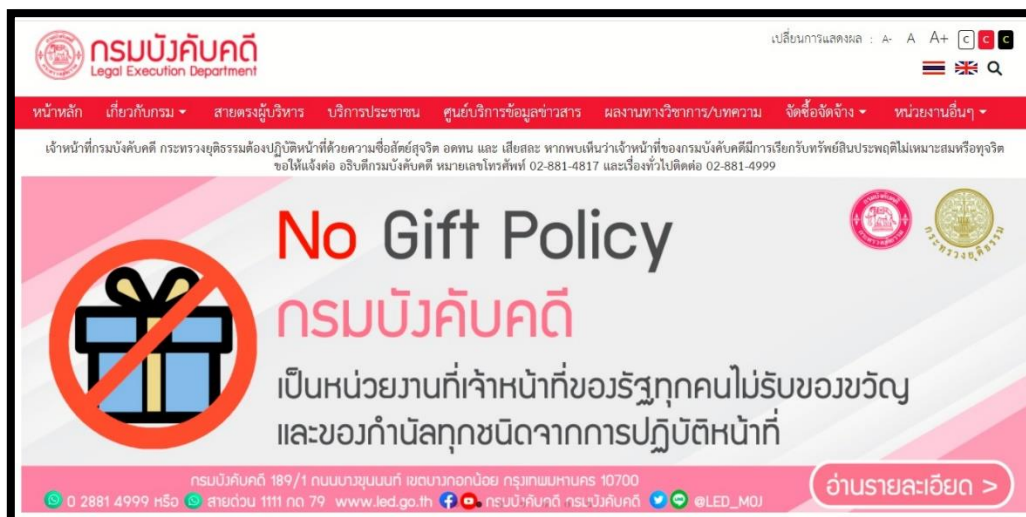 กรมบังคับคดี
Legal Execution Department
เปลี่ยนการแสดงผล : A- A A+ C C C
หน้าหลัก เกี่ยวกับกรม สายตรงผู้บริหาร บริการประชาชน ศูนย์บริการข้อมูลข่าวสาร ผลงานทางวิชาการ/บทความ จัดซื้อจัดจ้าง หน่วยงานอื่นๆ
เจ้าหน้าที่กรมบังคับคดี กระทรวงยุติธรรมต้องปฏิบัติหน้าที่ด้วยความซื่อสัตย์สุจริต อดทน และ เสียสละ หากพบเห็นว่าเจ้าหน้าที่ของกรมบังคับคดีมีการเรียกรับทรัพย์สินประพฤติไม่เหมาะสมหรือทุจริต
ขอให้แจ้งต่อ อธิบดีกรมบังคับคดี หมายเลขโทรศัพท์ 02-881-4817 และเรื่องทั่วไปติดต่อ 02-881-4999
No Gift Policy
กระทรวงยุติธรรม
กรมบังคับคดี
เป็นหน่วยงานที่เจ้าหน้าที่ของรัฐทุกคนไม่รับของขวัญ
และของกำนัลทุกชนิดจากการปฏิบัติหน้าที่
กรมบังคับคดี 189/1 ถนนบางขุนนนท์ เขตบางกอกน้อย กรุงเทพมหานคร 10700
0 2881 4999 หรือ สายด่วน 1111 กด 79 www.led.go.th กรมบังคับคดี กรมบังคับคดี @LED_MOJ
อ่านรายละเอียด >